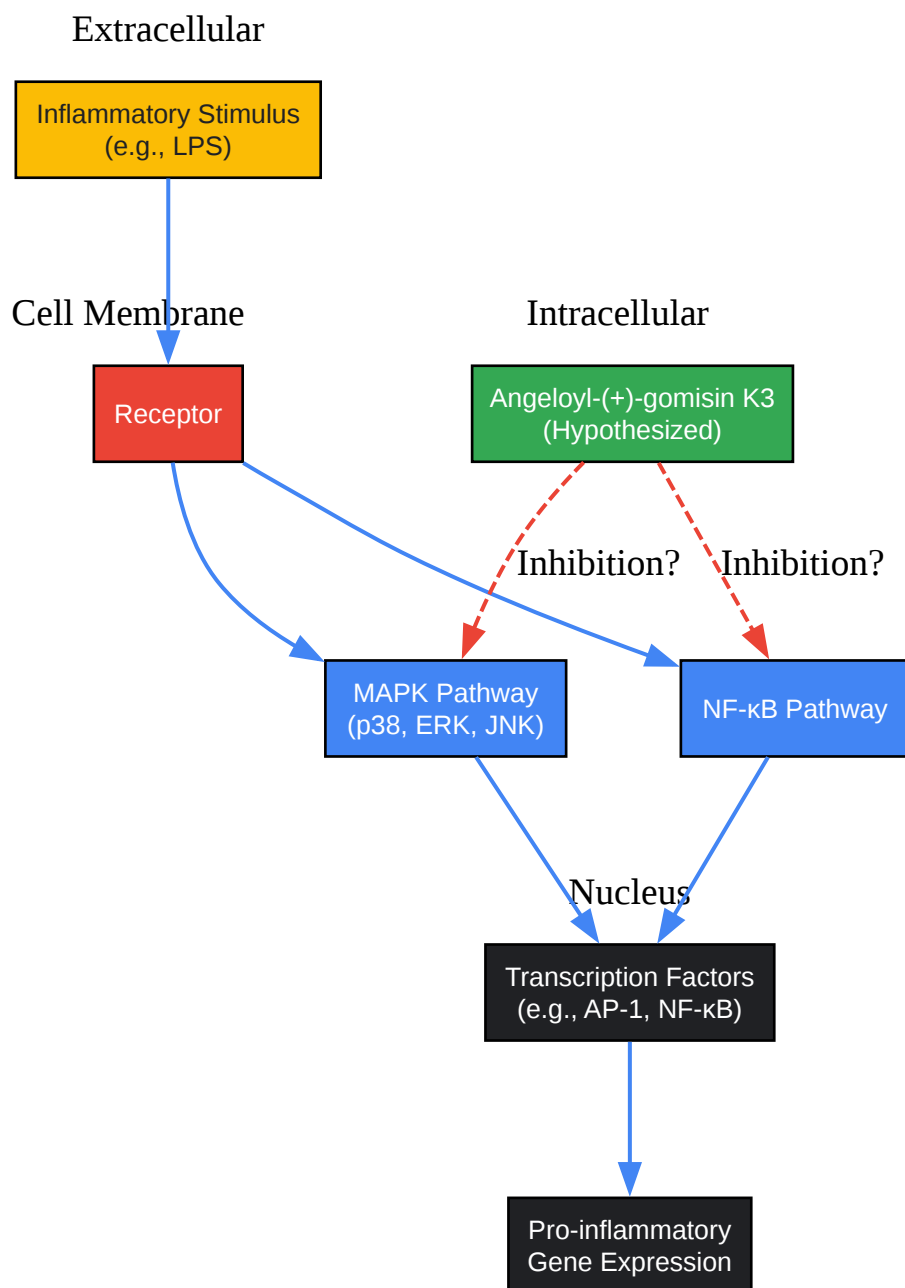 Extracellular
Inflammatory Stimulus
(e.g., LPS)
Cell Membrane
Intracellular
Receptor
Angeloyl-(+)-gomisin K3
(Hypothesized)
Inhibition?
Inhibition?
MAPK Pathway
(p38, ERK, JNK)
NF-κB Pathway
Nucleus
Transcription Factors
(e.g., AP-1, NF-κB)
Pro-inflammatory
Gene Expression